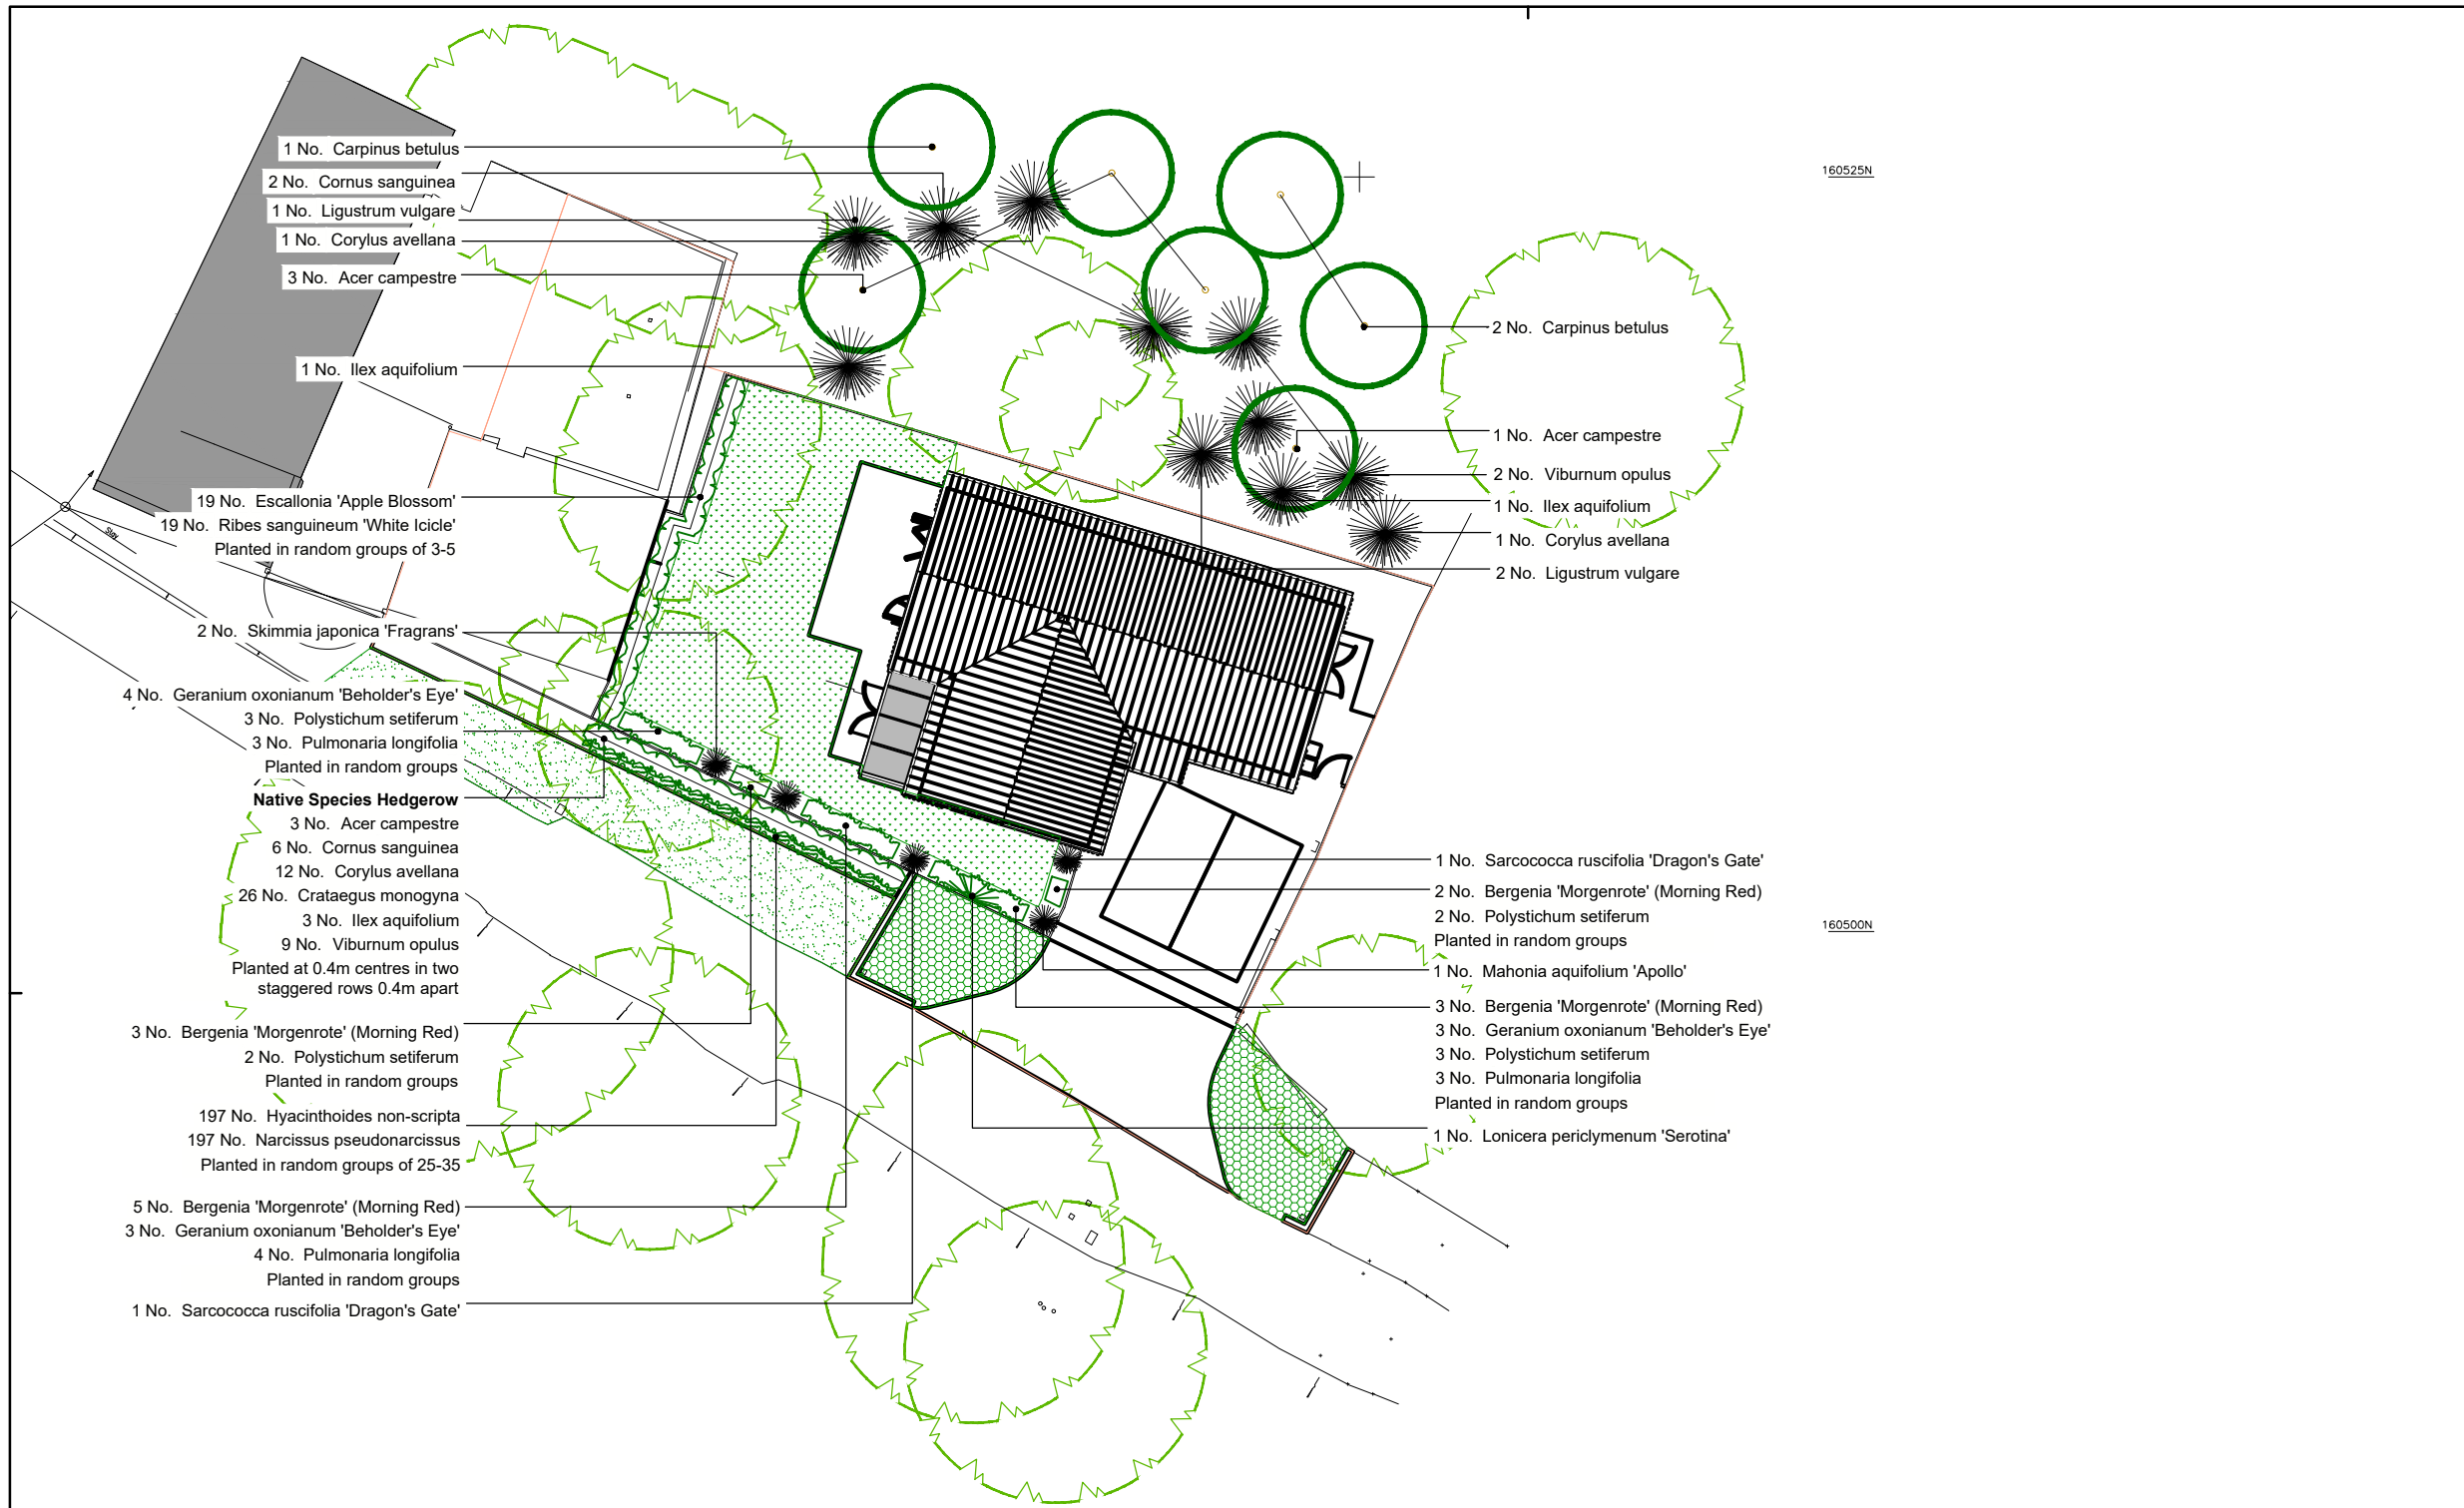 1 No.  Carpinus betulus
2 No.  Cornus sanguinea
1 No.  Ligustrum vulgare
1 No.  Corylus avellana
3 No.  Acer campestre
1 No.  Ilex aquifolium
19 No.  Escallonia 'Apple Blossom'
19 No.  Ribes sanguineum 'White Icicle'
Planted in random groups of 3-5
2 No.  Skimmia japonica 'Fragrans'
4 No.  Geranium oxonianum 'Beholder's Eye'
3 No.  Polystichum setiferum
3 No.  Pulmonaria longifolia
Planted in random groups
Native Species Hedgerow
3 No.  Acer campestre
6 No.  Cornus sanguinea
12 No.  Corylus avellana
26 No.  Crataegus monogyna
3 No.  Ilex aquifolium
9 No.  Viburnum opulus
Planted at 0.4m centres in two
staggered rows 0.4m apart
3 No.  Bergenia 'Morgenrote' (Morning Red)
2 No.  Polystichum setiferum
Planted in random groups
197 No.  Hyacinthoides non-scripta
197 No.  Narcissus pseudonarcissus
Planted in random groups of 25-35
5 No.  Bergenia 'Morgenrote' (Morning Red)
3 No.  Geranium oxonianum 'Beholder's Eye'
4 No.  Pulmonaria longifolia
Planted in random groups
1 No.  Sarcococca ruscifolia 'Dragon's Gate'
160525N
2 No.  Carpinus betulus
1 No.  Acer campestre
2 No.  Viburnum opulus
1 No.  Ilex aquifolium
1 No.  Corylus avellana
2 No.  Ligustrum vulgare
1 No.  Sarcococca ruscifolia 'Dragon's Gate'
2 No.  Bergenia 'Morgenrote' (Morning Red)
2 No.  Polystichum setiferum
Planted in random groups
160500N
1 No.  Mahonia aquifolium 'Apollo'
3 No.  Bergenia 'Morgenrote' (Morning Red)
3 No.  Geranium oxonianum 'Beholder's Eye'
3 No.  Polystichum setiferum
3 No.  Pulmonaria longifolia
Planted in random groups
1 No.  Lonicera periclymenum 'Serotina'